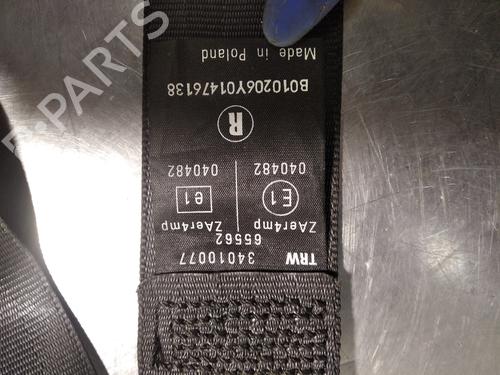 TRW 34010077
65562
ZAer4mp ZAer4mp
E1 e1
040482 040482
R
B010206Y01476138
Made in Poland
B-PARTS